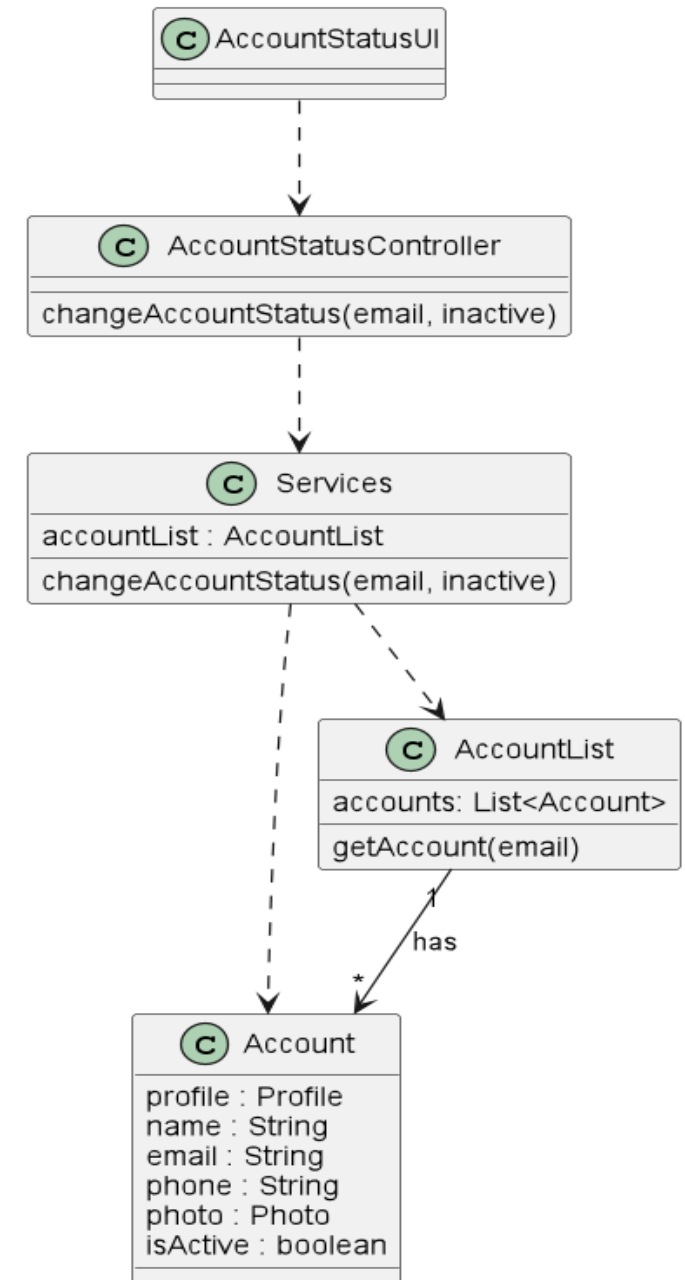 C AccountStatusUI
C AccountStatusController
changeAccountStatus(email, inactive)
C Services
accountList : AccountList
changeAccountStatus(email, inactive)
C AccountList
accounts: List<Account>
getAccount(email)
1
has
*
C Account
profile : Profile
name : String
email : String
phone : String
photo : Photo
isActive : boolean